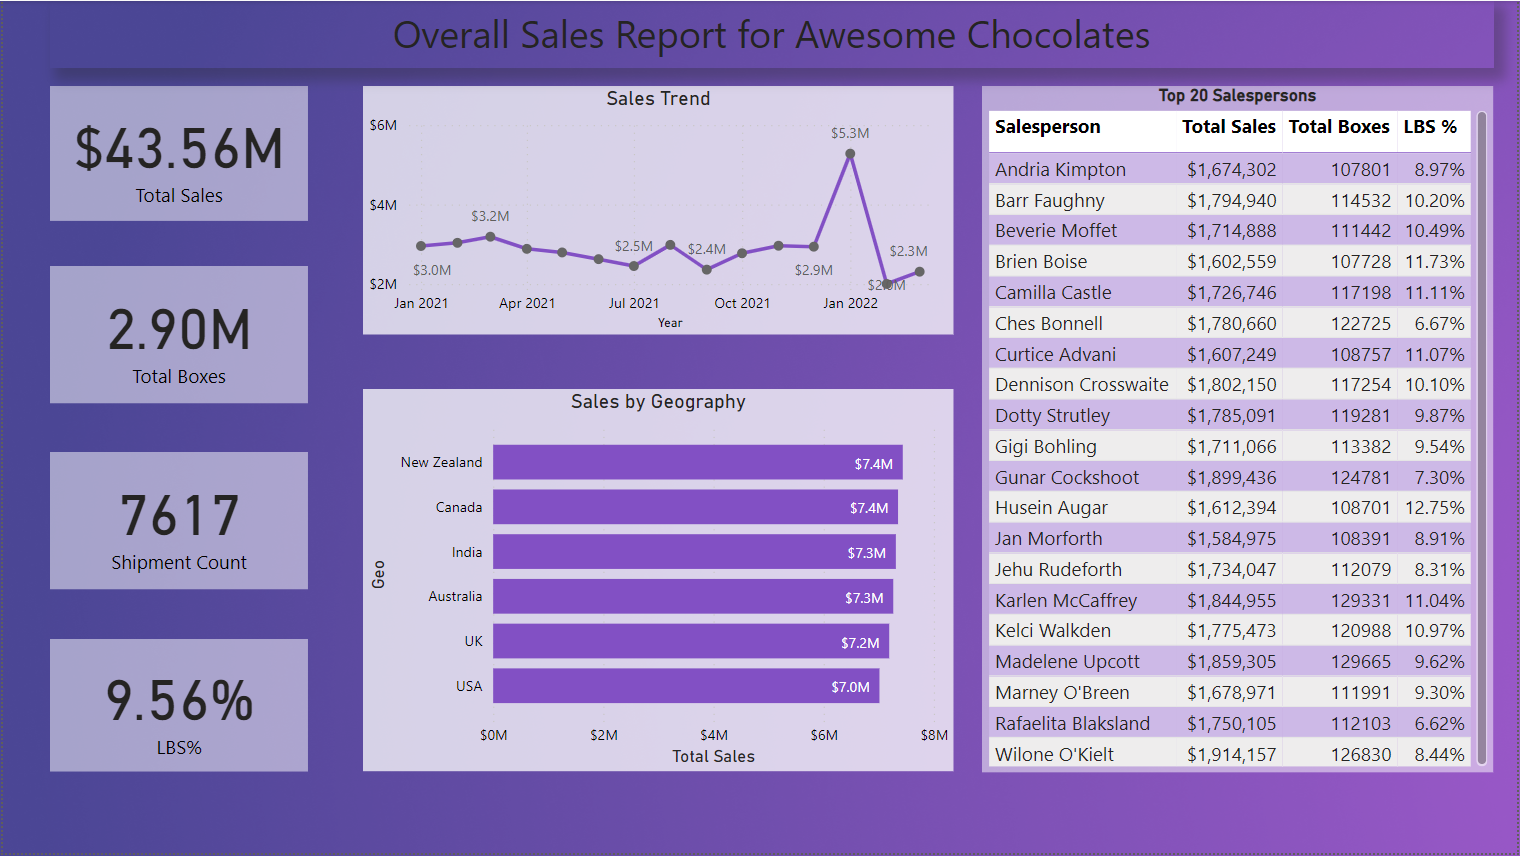 Overall Sales Report for Awesome Chocolates
$43.56M
Total Sales
2.90M
Total Boxes
7617
Shipment Count
9.56%
LBS%
Sales Trend
$6M
$4M
$2M
$3.0M
$3.2M
$2.5M
$2.4M
$2.9M
$5.3M
$2.3M
Jan 2021 Apr 2021 Jul 2021 Oct 2021 Jan 2022
Year
Sales by Geography
Geo
New Zealand $7.4M
Canada $7.4M
India $7.3M
Australia $7.3M
UK $7.2M
USA $7.0M
$0M $2M $4M $6M $8M
Total Sales
Top 20 Salespersons
Salesperson Total Sales Total Boxes LBS %
Andria Kimpton $1,674,302 107801 8.97%
Barr Faughny $1,794,940 114532 10.20%
Beverie Moffet $1,714,888 111442 10.49%
Brien Boise $1,602,559 107728 11.73%
Camilla Castle $1,726,746 117198 11.11%
Ches Bonnell $1,780,660 122725 6.67%
Curtice Advani $1,607,249 108757 11.07%
Dennison Crosswaite $1,802,150 117254 10.10%
Dotty Strutley $1,785,091 119281 9.87%
Gigi Bohling $1,711,066 113382 9.54%
Gunar Cockshoot $1,899,436 124781 7.30%
Husein Augar $1,612,394 108701 12.75%
Jan Morforth $1,584,975 108391 8.91%
Jehu Rudeforth $1,734,047 112079 8.31%
Karlen McCaffrey $1,844,955 129331 11.04%
Kelci Walkden $1,775,473 120988 10.97%
Madelene Upcott $1,859,305 129665 9.62%
Marney O'Breen $1,678,971 111991 9.30%
Rafaelita Blaksland $1,750,105 112103 6.62%
Wilone O'Kielt $1,914,157 126830 8.44%